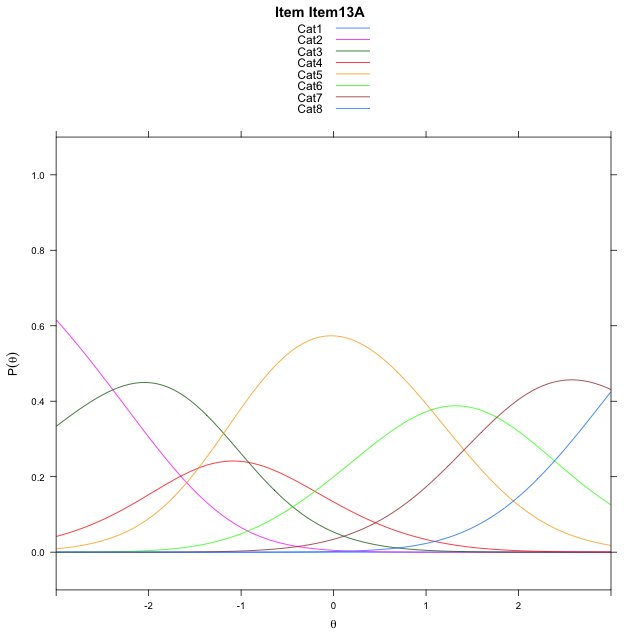 Item Item13A
Cat1
Cat2
Cat3
Cat4
Cat5
Cat6
Cat7
Cat8
1.0
0.8
0.6
0.4
0.2
0.0
P(θ)
-2 -1 0 1 2
θ